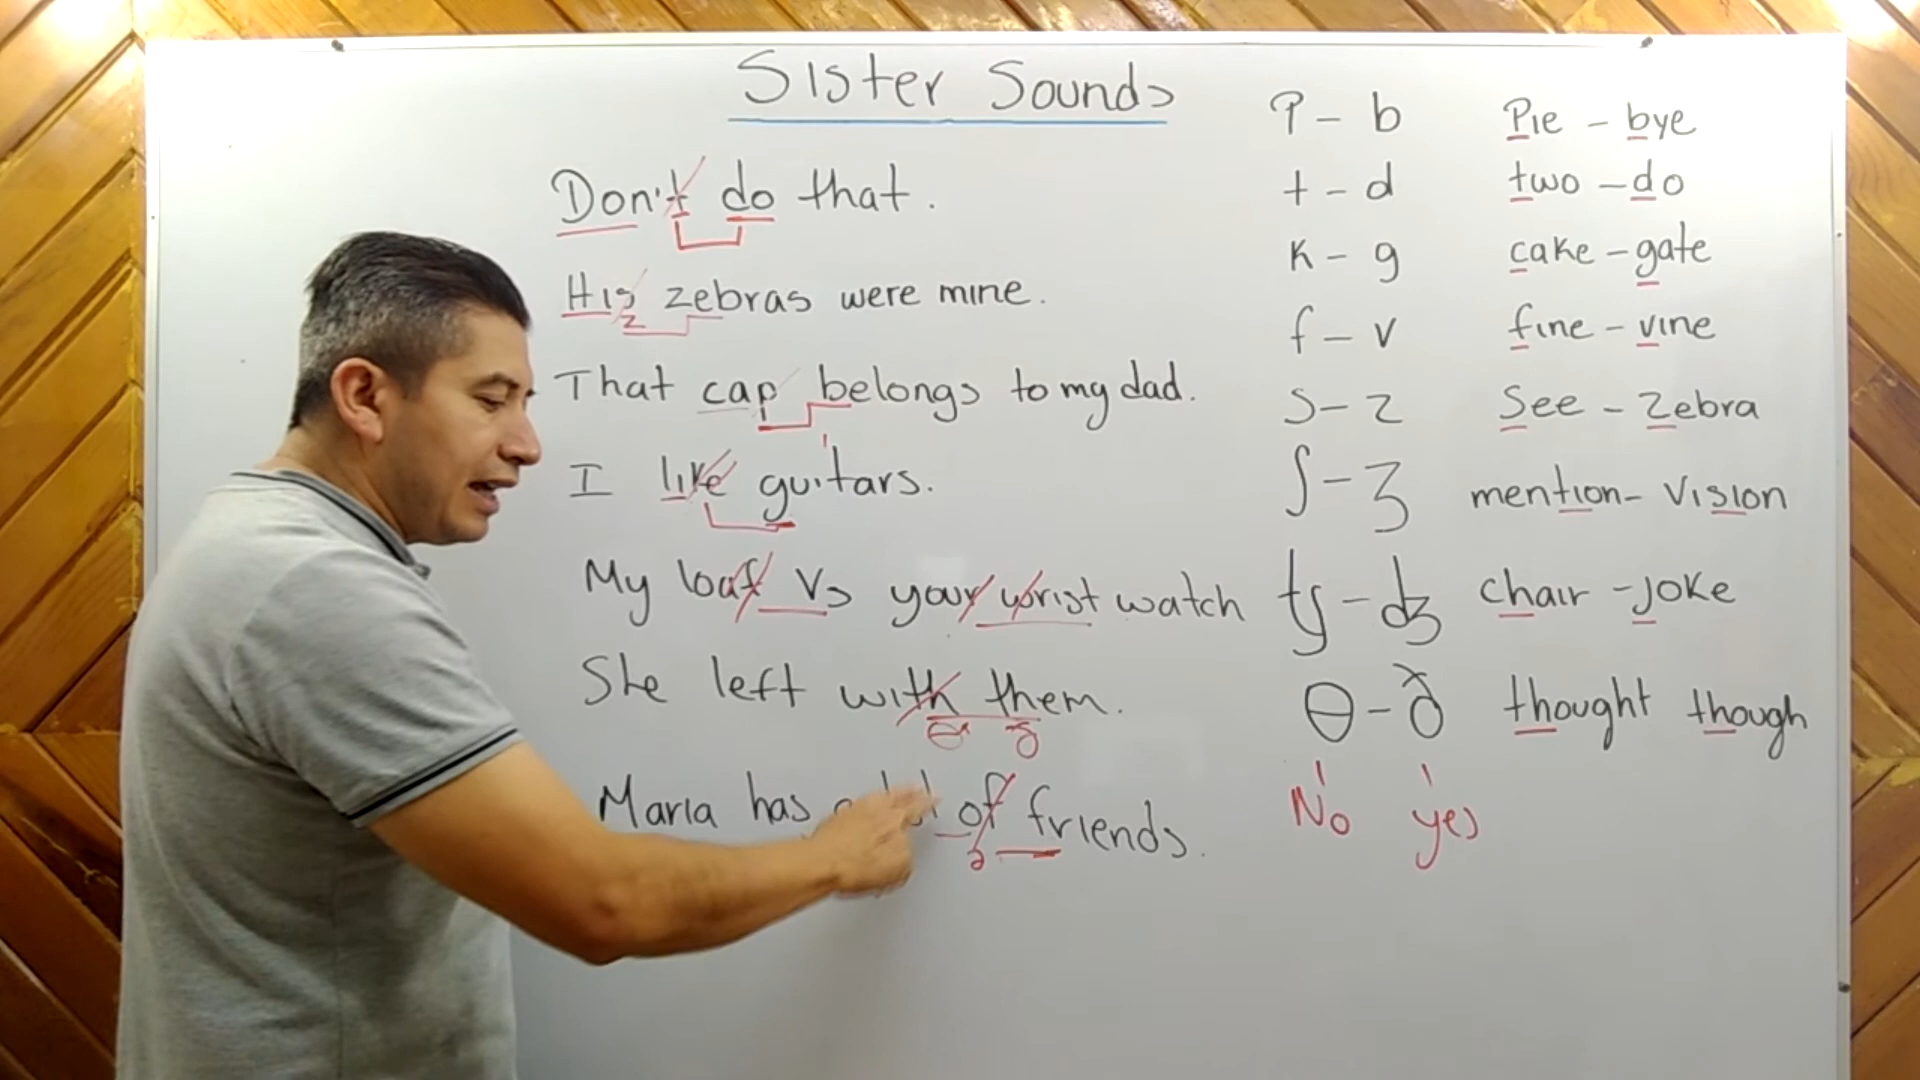 Sister Sounds
Don't do that.
His zebras were mine.
z
That cap belongs to my dad.
I like guitars.
My loaf Vs your wrist watch
She left with them.
θ ð
Maria has of friends.
P - b Pie - bye
t - d two - do
k - g cake - gate
f - v fine - vine
s - z See - Zebra
ʃ - ʒ mention - Vision
tʃ - dʒ chair - Joke
θ - ð thought though
No yes